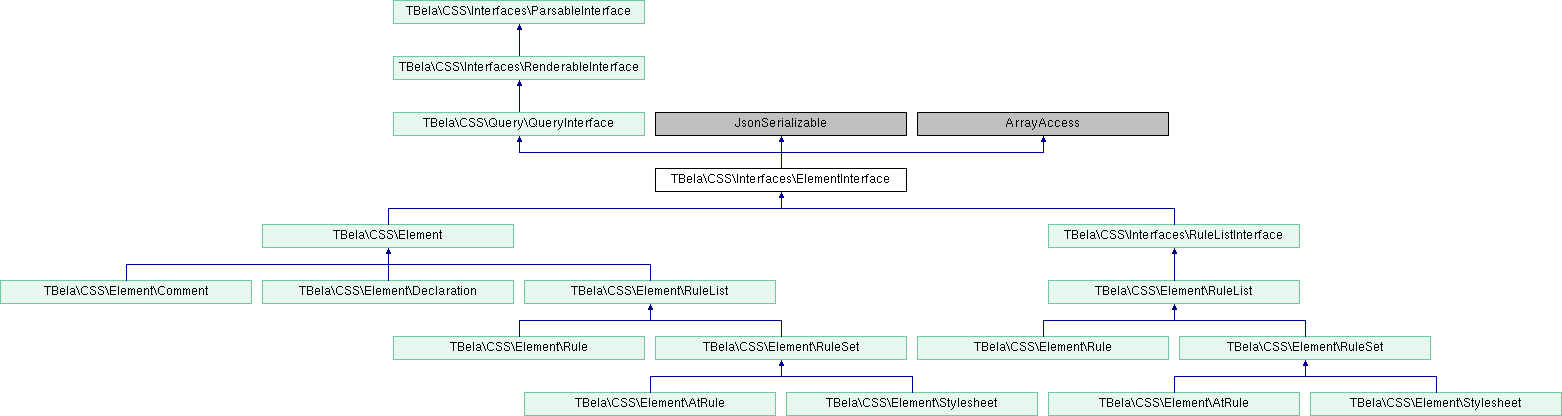 TBela\CSS\Interfaces\ParsableInterface
TBela\CSS\Interfaces\RenderableInterface
TBela\CSS\Query\QueryInterface
JsonSerializable
ArrayAccess
TBela\CSS\Interfaces\ElementInterface
TBela\CSS\Element
TBela\CSS\Interfaces\RuleListInterface
TBela\CSS\Element\Comment
TBela\CSS\Element\Declaration
TBela\CSS\Element\RuleList
TBela\CSS\Element\RuleList
TBela\CSS\Element\Rule
TBela\CSS\Element\RuleSet
TBela\CSS\Element\Rule
TBela\CSS\Element\RuleSet
TBela\CSS\Element\AtRule
TBela\CSS\Element\Stylesheet
TBela\CSS\Element\AtRule
TBela\CSS\Element\Stylesheet